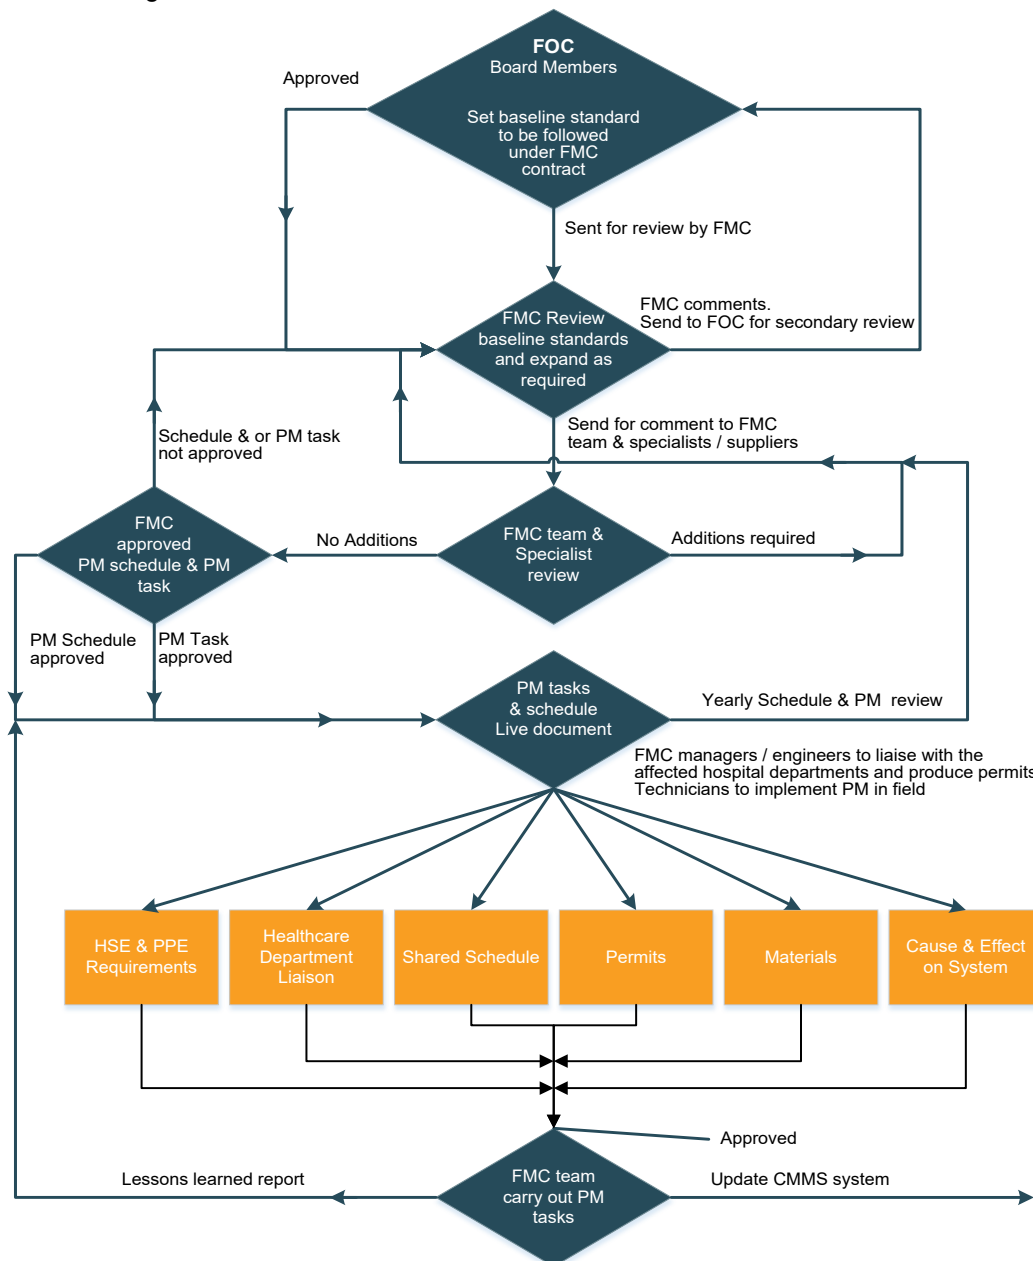 FOC
Board Members
Approved
Set baseline standard
to be followed
under FMC
contract
Sent for review by FMC
FMC Review
baseline standards
and expand as
required
FMC comments.
Send to FOC for secondary review
Send for comment to FMC
team & specialists / suppliers
Schedule & or PM task
not approved
FMC
approved
PM schedule & PM
task
No Additions
FMC team &
Specialist
review
Additions required
PM Schedule
approved
PM Task
approved
PM tasks
& schedule
Live document
Yearly Schedule & PM review
FMC managers / engineers to liaise with the
affected hospital departments and produce permits
Technicians to implement PM in field
HSE & PPE
Requirements
Healthcare
Department
Liaison
Shared Schedule
Permits
Materials
Cause & Effect
on System
Approved
Lessons learned report
FMC team
carry out PM
tasks
Update CMMS system